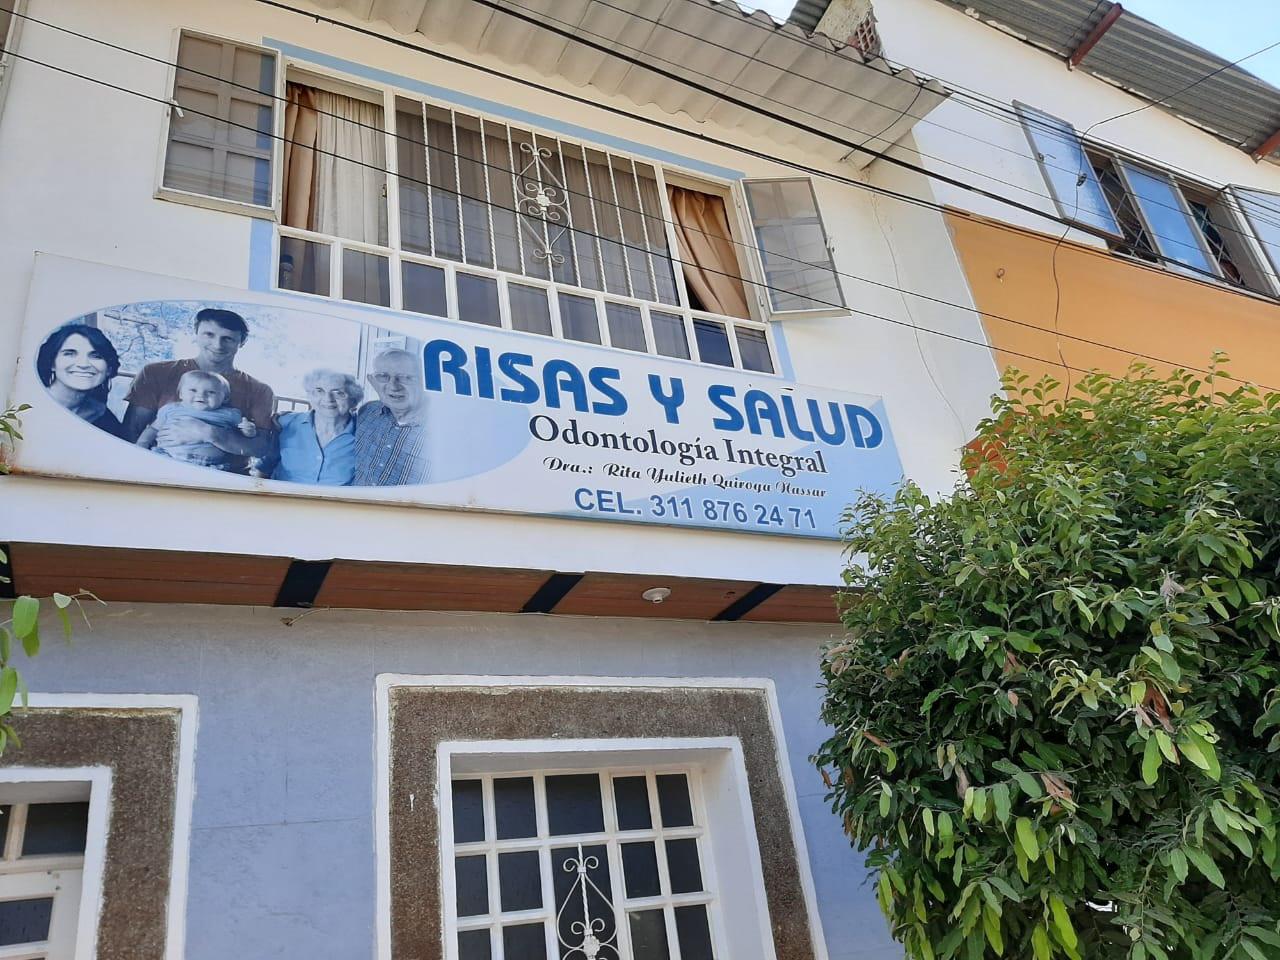 RISAS Y SALUD
Odontología Integral
Dra.: Rita Yulieth Quiroga Nassar
CEL. 311 876 24 71